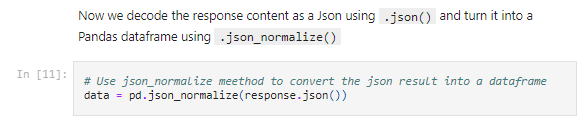 Now we decode the response content as a Json using .json() and turn it into a
Pandas dataframe using .json_normalize()
In [11]: # Use json_normalize meethod to convert the json result into a dataframe
data = pd.json_normalize(response.json())